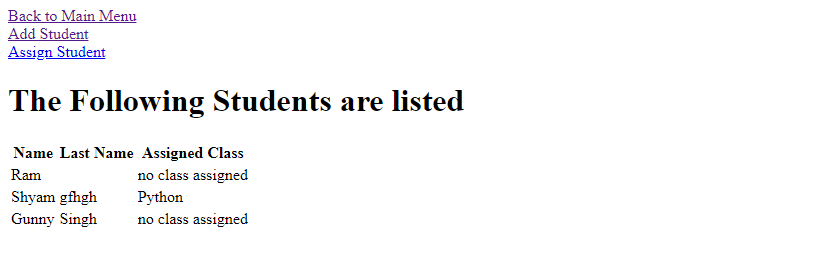 Back to Main Menu
Add Student
Assign Student
The Following Students are listed
Name Last Name Assigned Class
Ram no class assigned
Shyam gfhgh Python
Gunny Singh no class assigned